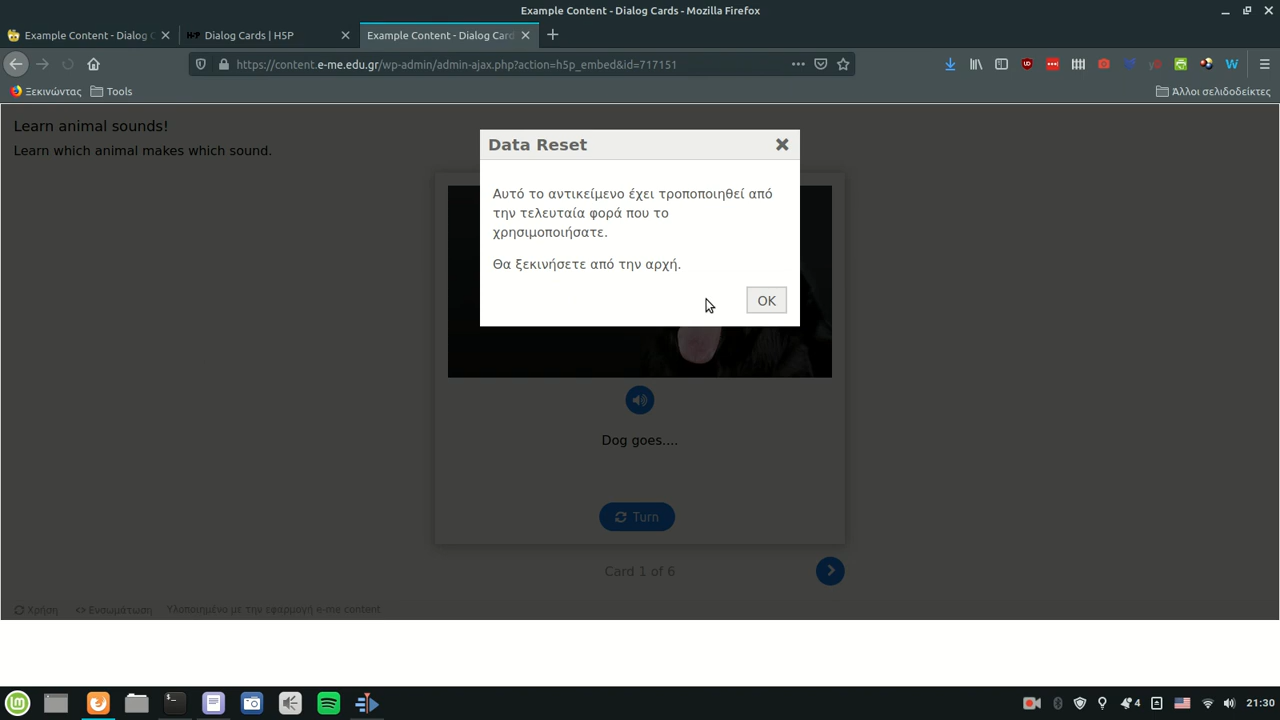 Example Content - Dialog Cards - Mozilla Firefox
Example Content - Dialog C
H5P Dialog Cards | H5P
Example Content - Dialog Card
https://content.e-me.edu.gr/wp-admin/admin-ajax.php?action=h5p_embed&id=717151
Ξεκινώντας
Tools
Άλλοι σελιδοδείκτες
Learn animal sounds!
Learn which animal makes which sound.
Data Reset
Αυτό το αντικείμενο έχει τροποποιηθεί από
την τελευταία φορά που το
χρησιμοποιήσατε.
Θα ξεκινήσετε από την αρχή.
OK
Dog goes....
Turn
Card 1 of 6
Χρήση
<> Ενσωμάτωση
Υλοποιημένο με την εφαρμογή e-me content
4
21:30